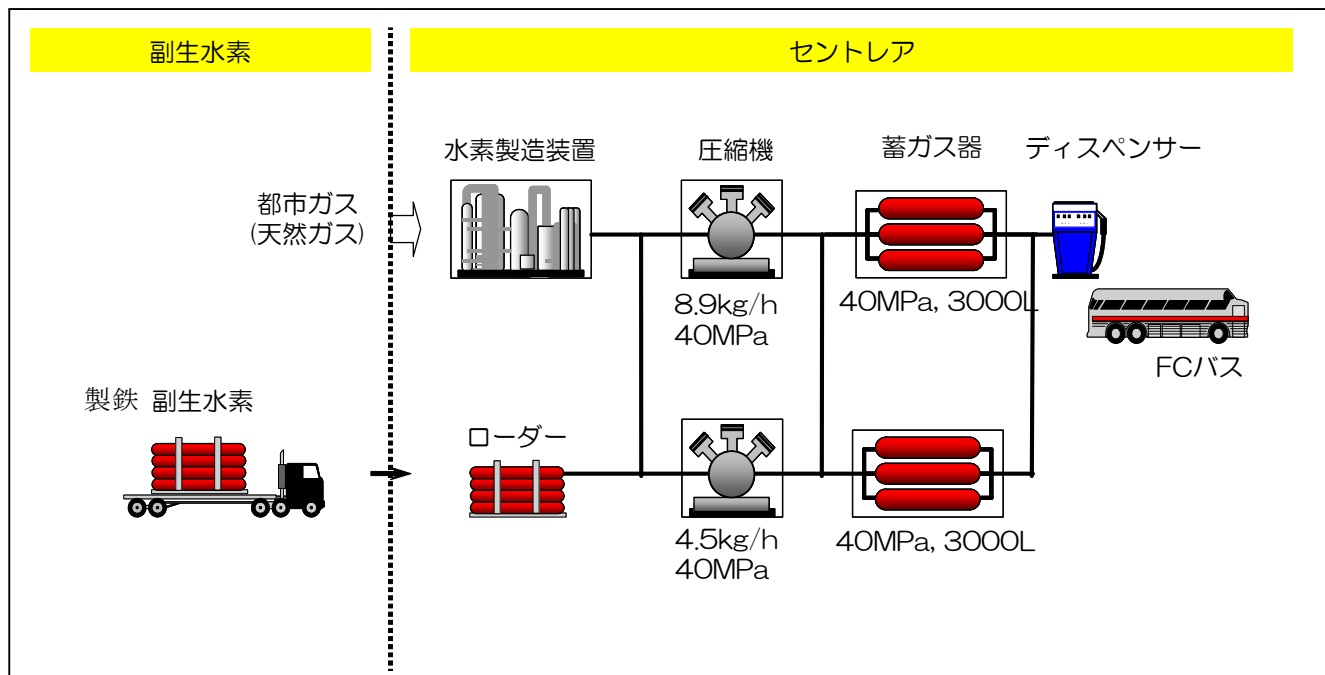 副生水素
セントレア
水素製造装置
圧縮機
蓄ガス器
ディスペンサー
都市ガス
(天然ガス)
8.9kg/h
40MPa
40MPa, 3000L
FCバス
製鉄 副生水素
ローダー
4.5kg/h
40MPa
40MPa, 3000L